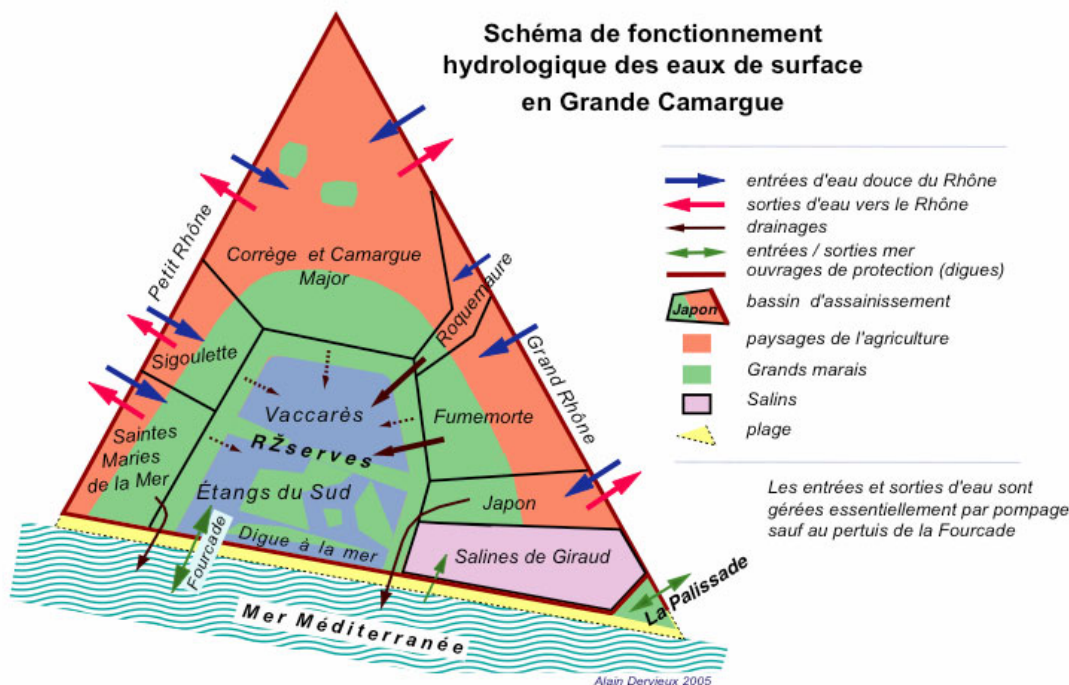 Schéma de fonctionnement
hydrologique des eaux de surface
en Grande Camargue
entrées d'eau douce du Rhône
sorties d'eau vers le Rhône
drainages
entrées / sorties mer
ouvrages de protection (digues)
Japon
bassin d'assainissement
paysages de l'agriculture
Grands marais
Salins
plage
Les entrées et sorties d'eau sont
gérées essentiellement par pompage
sauf au pertuis de la Fourcade
Petit Rhône
Corrège et Camargue
Major
Roquemaure
Grand Rhône
Sigoulette
Vaccarès
Fumemorte
RŽserves
Saintes
Maries
de la Mer
Étangs du Sud
Japon
Fourcade
Digue à la mer
Salines de Giraud
La Palissade
Mer Méditerranée
Alain Dervieux 2005